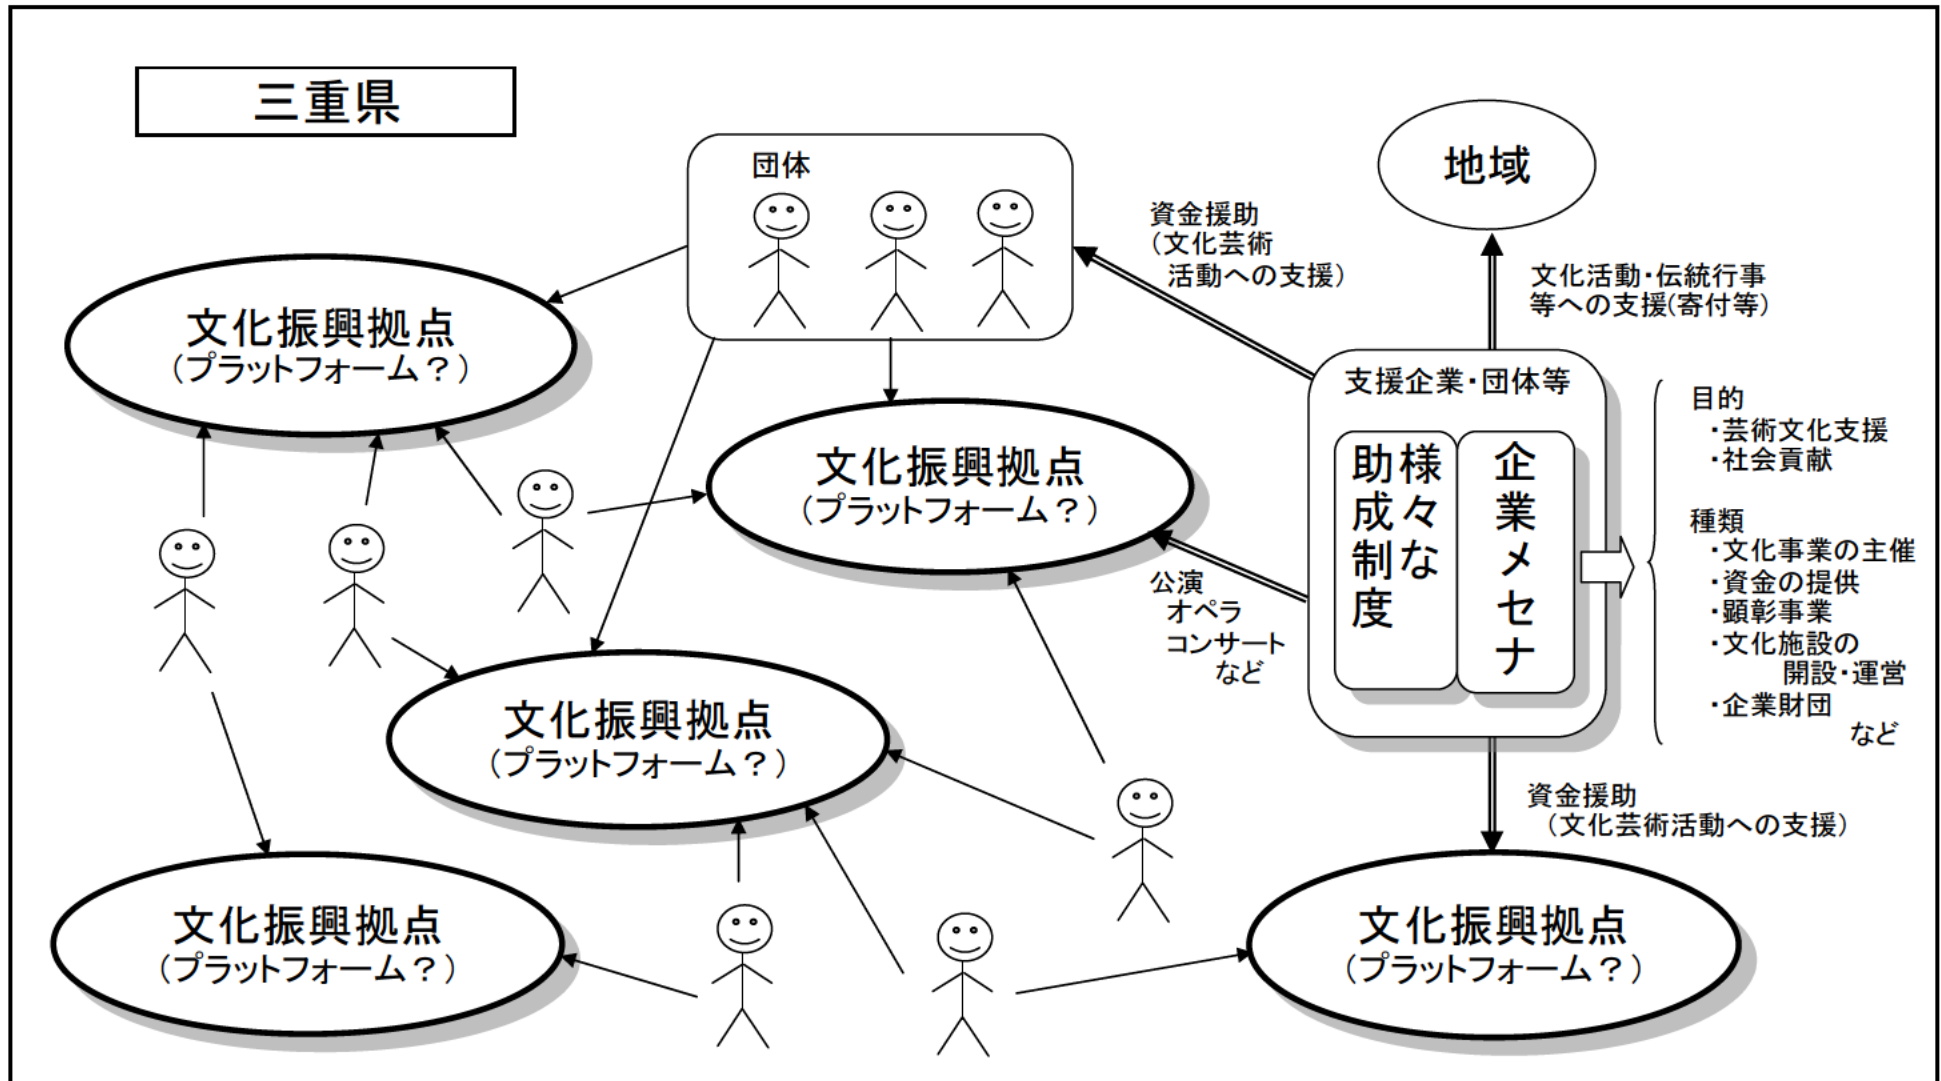 三重県
団体
地域
資金援助
（文化芸術
活動への支援）
文化活動・伝統行事
等への支援(寄付等)
文化振興拠点
（プラットフォーム？）
支援企業・団体等
様々な
助成制度
企業メセナ
目的
・芸術文化支援
・社会貢献
種類
・文化事業の主催
・資金の提供
・顕彰事業
・文化施設の
開設・運営
・企業財団
など
文化振興拠点
（プラットフォーム？）
公演
オペラ
コンサート
など
文化振興拠点
（プラットフォーム？）
資金援助
（文化芸術活動への支援）
文化振興拠点
（プラットフォーム？）
文化振興拠点
（プラットフォーム？）